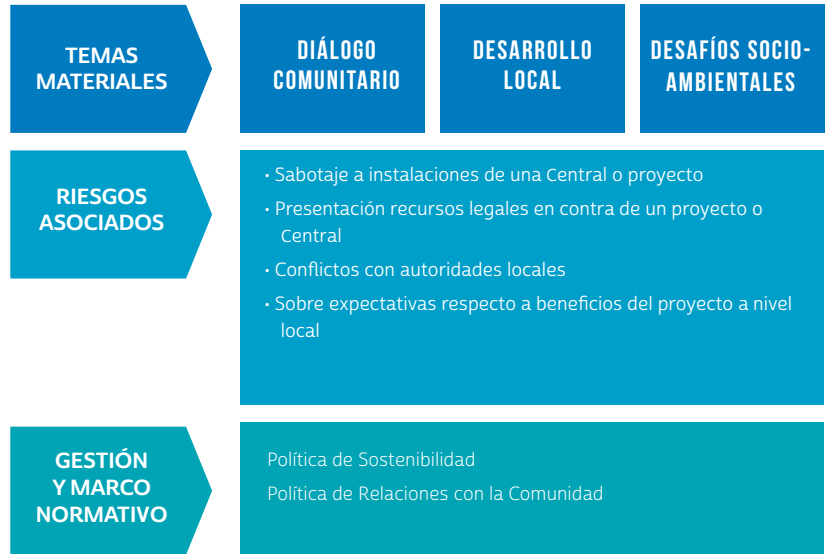 TEMAS
MATERIALES
DIÁLOGO
COMUNITARIO
DESARROLLO
LOCAL
DESAFÍOS SOCIO-
AMBIENTALES
RIESGOS
ASOCIADOS
• Sabotaje a instalaciones de una Central o proyecto
• Presentación recursos legales en contra de un proyecto o
Central
• Conflictos con autoridades locales
• Sobre expectativas respecto a beneficios del proyecto a nivel
local
GESTIÓN
Y MARCO
NORMATIVO
Política de Sostenibilidad
Política de Relaciones con la Comunidad